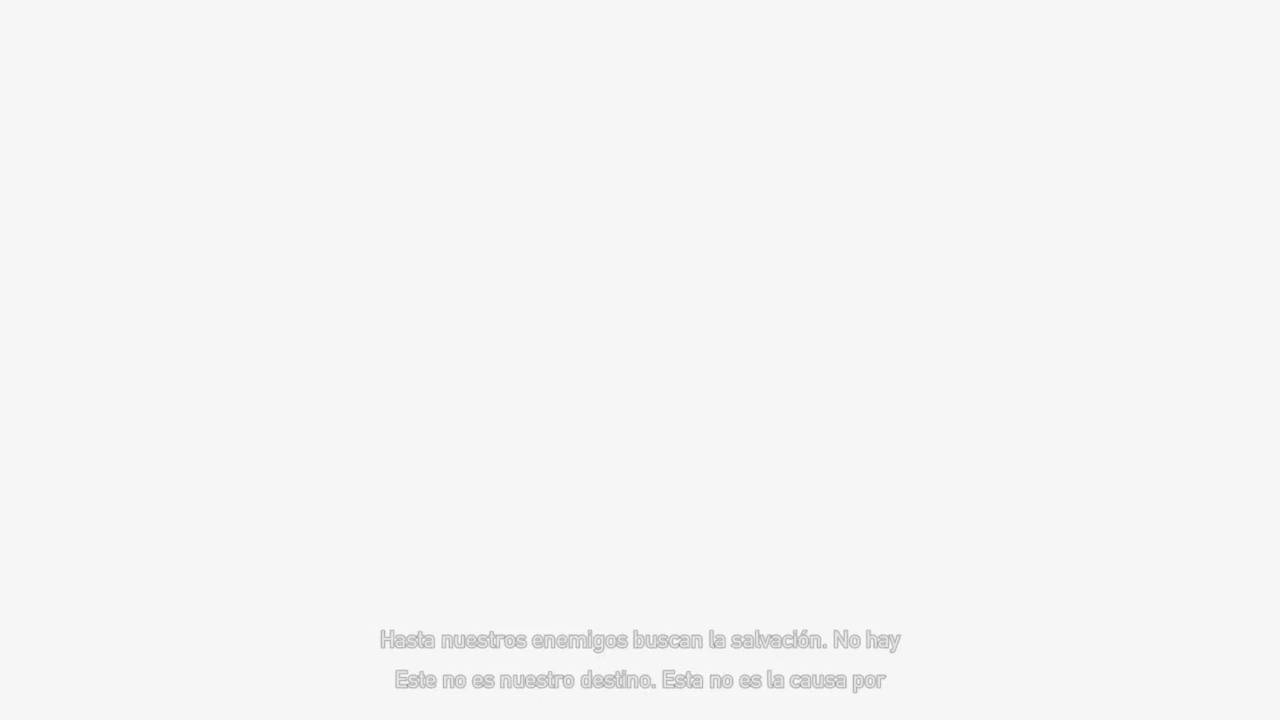 Hasta nuestros enemigos buscan la salvación. No hay
Este no es nuestro destino. Esta no es la causa por